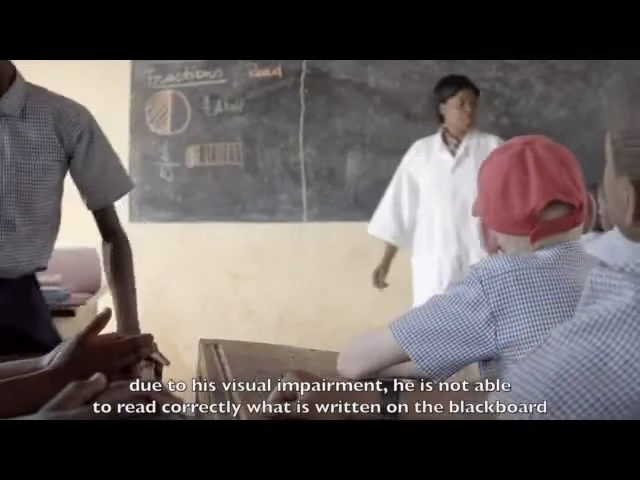 Fractions Read
due to his visual impairment, he is not able
to read correctly what is written on the blackboard